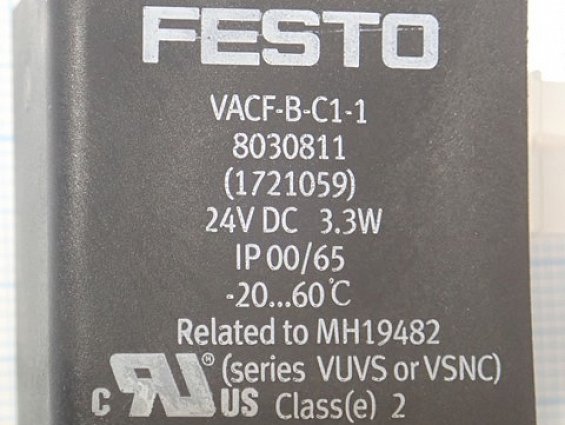 FESTO
VACF-B-C1-1
8030811
(1721059)
24V DC 3.3W
IP 00/65
-20...60℃
Related to MH19482
(series VUVS or VSNC)
C US Class(e) 2